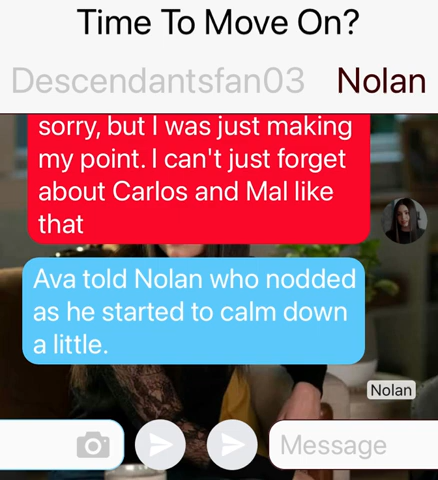 Time To Move On?
Descendantsfan03 Nolan
sorry, but I was just making
my point. I can't just forget
about Carlos and Mal like
that
Ava told Nolan who nodded
as he started to calm down
a little.
Nolan
Message